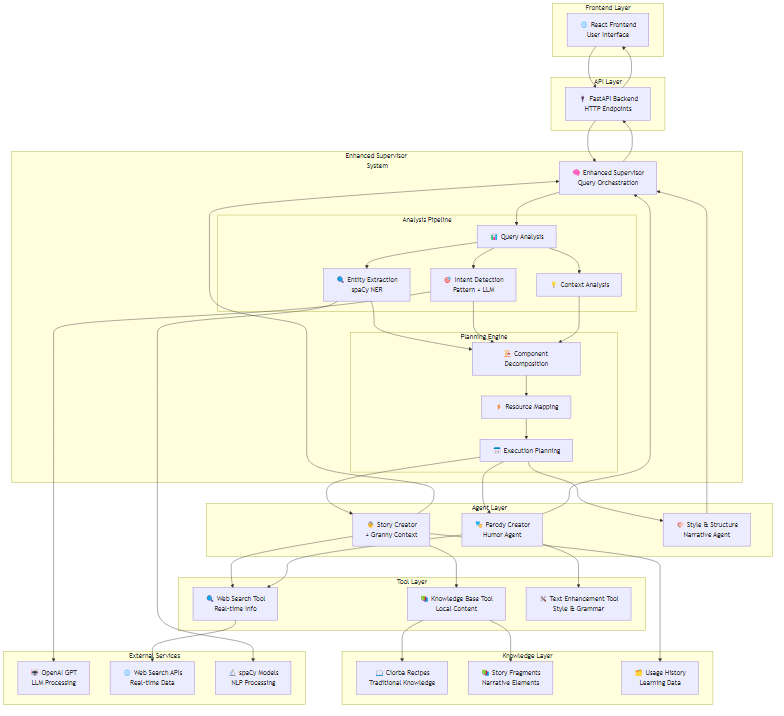 Frontend Layer
React Frontend
User Interface
API Layer
FastAPI Backend
HTTP Endpoints
Enhanced Supervisor
System
Enhanced Supervisor
Query Orchestration
Analysis Pipeline
Query Analysis
Entity Extraction
spaCy NER
Intent Detection
Pattern + LLM
Context Analysis
Planning Engine
Component
Decomposition
Resource Mapping
Execution Planning
Agent Layer
Story Creator
+ Granny Context
Parody Creator
Humor Agent
Style & Structure
Narrative Agent
Tool Layer
Web Search Tool
Real-time Info
Knowledge Base Tool
Local Content
Text Enhancement Tool
Style & Grammar
External Services
OpenAI GPT
LLM Processing
Web Search APIs
Real-time Data
spaCy Models
NLP Processing
Knowledge Layer
Ciorba Recipes
Traditional Knowledge
Story Fragments
Narrative Elements
Usage History
Learning Data